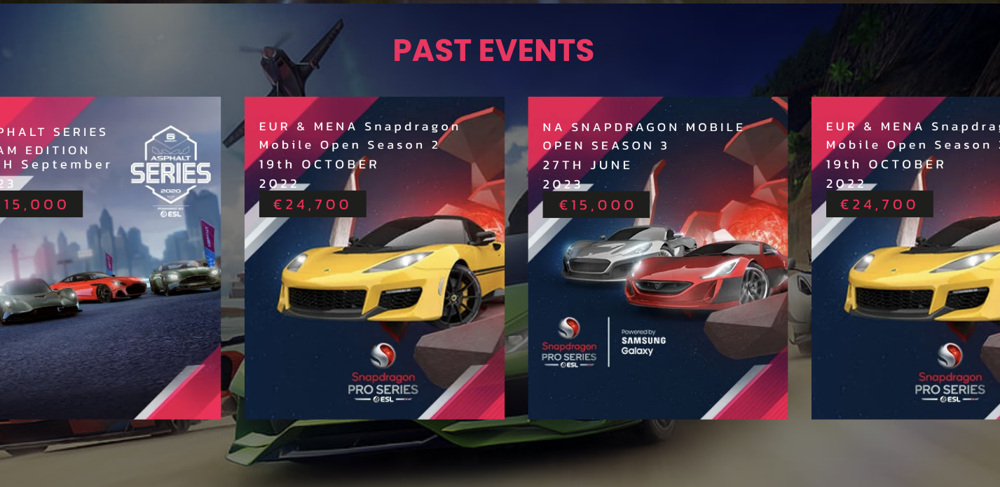 PAST EVENTS
PHALT SERIES
AM EDITION
H September
23
15,000
ASPHALT
SERIES
2020
POWERED BY
ESL
EUR & MENA Snapdragon
Mobile Open Season 2
19th OCTOBER
2022
€24,700
Snapdragon
PRO SERIES
ESL
NA SNAPDRAGON MOBILE
OPEN SEASON 3
27TH JUNE
2023
€15,000
Snapdragon
PRO SERIES
ESL
Powered by
SAMSUNG
Galaxy
EUR & MENA Snapdrag
Mobile Open Season
19th OCTOBER
2022
€24,700
Snapdragon
PRO SERIES
ESL